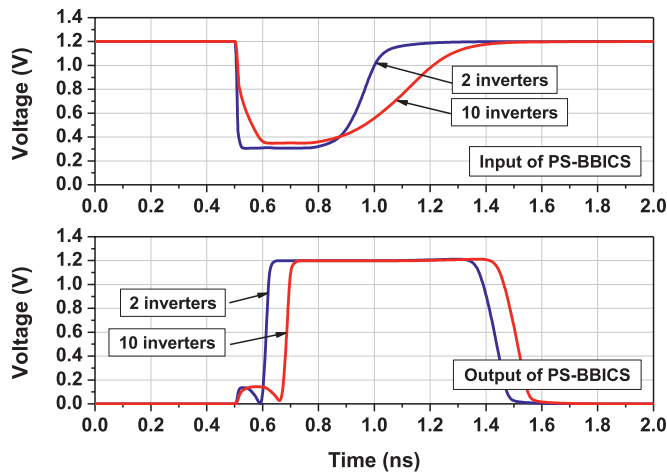 1.4
1.2
1.0
0.8
0.6
0.4
0.2
0.0
Voltage (V)
2 inverters
10 inverters
Input of PS-BBICS
0.0 0.2 0.4 0.6 0.8 1.0 1.2 1.4 1.6 1.8 2.0
1.4
1.2
1.0
0.8
0.6
0.4
0.2
0.0
Voltage (V)
2 inverters
10 inverters
Output of PS-BBICS
0.0 0.2 0.4 0.6 0.8 1.0 1.2 1.4 1.6 1.8 2.0
Time (ns)